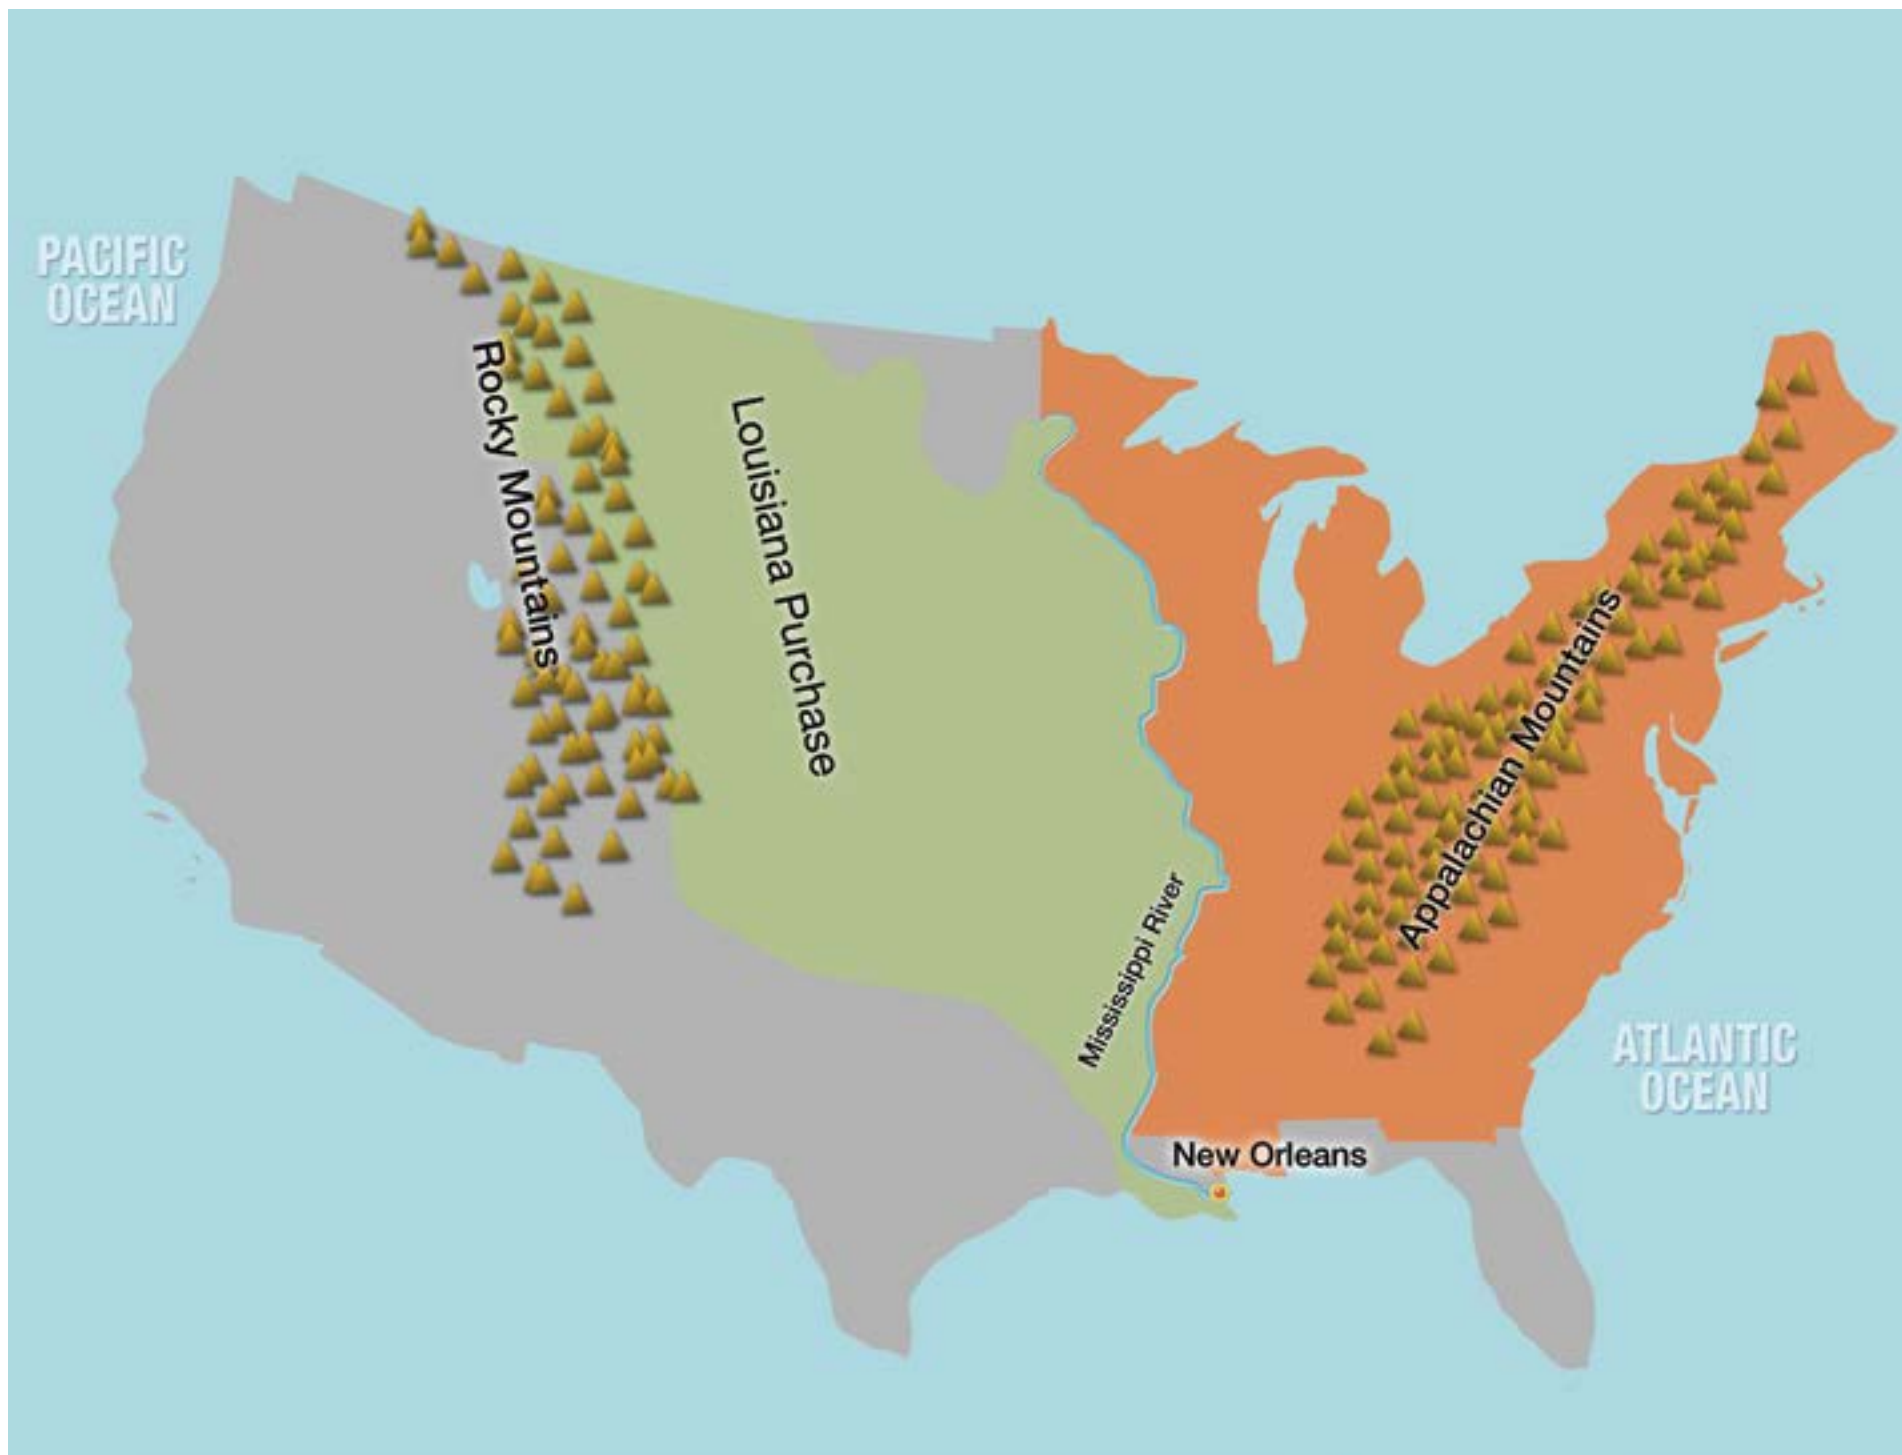 PACIFIC
OCEAN
Rocky Mountains
Louisiana Purchase
Mississippi River
Appalachian Mountains
New Orleans
ATLANTIC
OCEAN